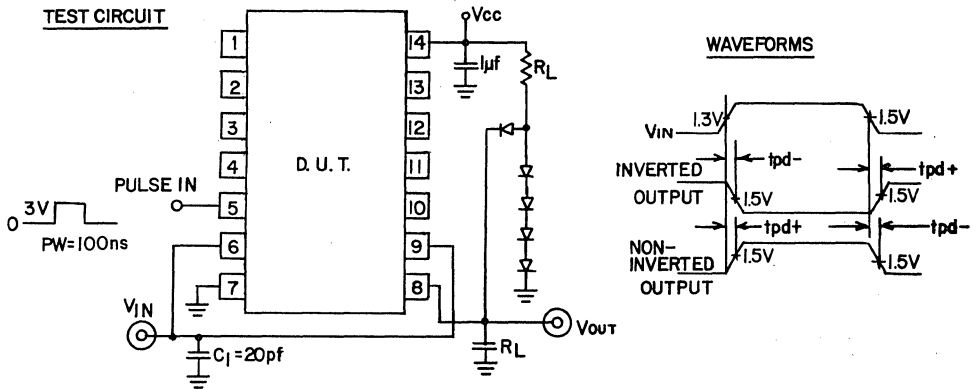 TEST CIRCUIT
VCC
1
14
1µf
RL
2
13
3
12
D. U. T.
4
11
PULSE IN
5
10
0 3V
PW=100ns
6
9
7
8
VIN
C1=20pf
RL
VOUT
WAVEFORMS
VIN
1.3V
1.5V
tpd-
tpd+
INVERTED
OUTPUT
1.5V
1.5V
tpd+
tpd-
NON-
INVERTED
OUTPUT
1.5V
1.5V